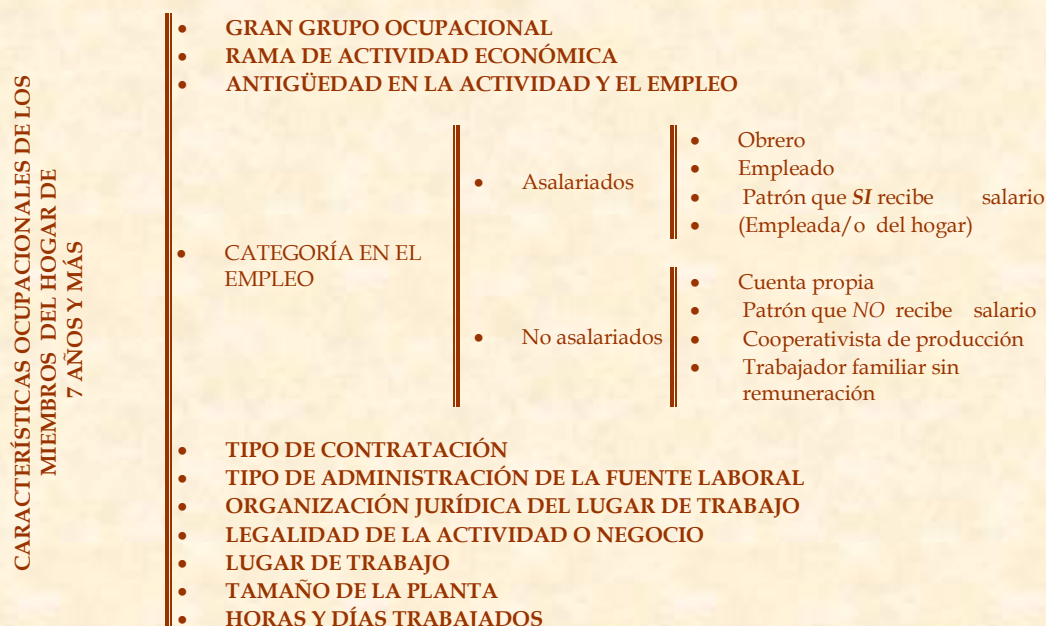 CARACTERÍSTICAS OCUPACIONALES DE LOS
MIEMBROS DEL HOGAR DE
7 AÑOS Y MÁS
• GRAN GRUPO OCUPACIONAL
• RAMA DE ACTIVIDAD ECONÓMICA
• ANTIGÜEDAD EN LA ACTIVIDAD Y EL EMPLEO
• CATEGORÍA EN EL
EMPLEO
• Asalariados
• Obrero
• Empleado
• Patrón que SI recibe salario
• (Empleada/o del hogar)
• No asalariados
• Cuenta propia
• Patrón que NO recibe salario
• Cooperativista de producción
• Trabajador familiar sin
remuneración
• TIPO DE CONTRATACIÓN
• TIPO DE ADMINISTRACIÓN DE LA FUENTE LABORAL
• ORGANIZACIÓN JURÍDICA DEL LUGAR DE TRABAJO
• LEGALIDAD DE LA ACTIVIDAD O NEGOCIO
• LUGAR DE TRABAJO
• TAMAÑO DE LA PLANTA
• HORAS Y DÍAS TRABAJADOS